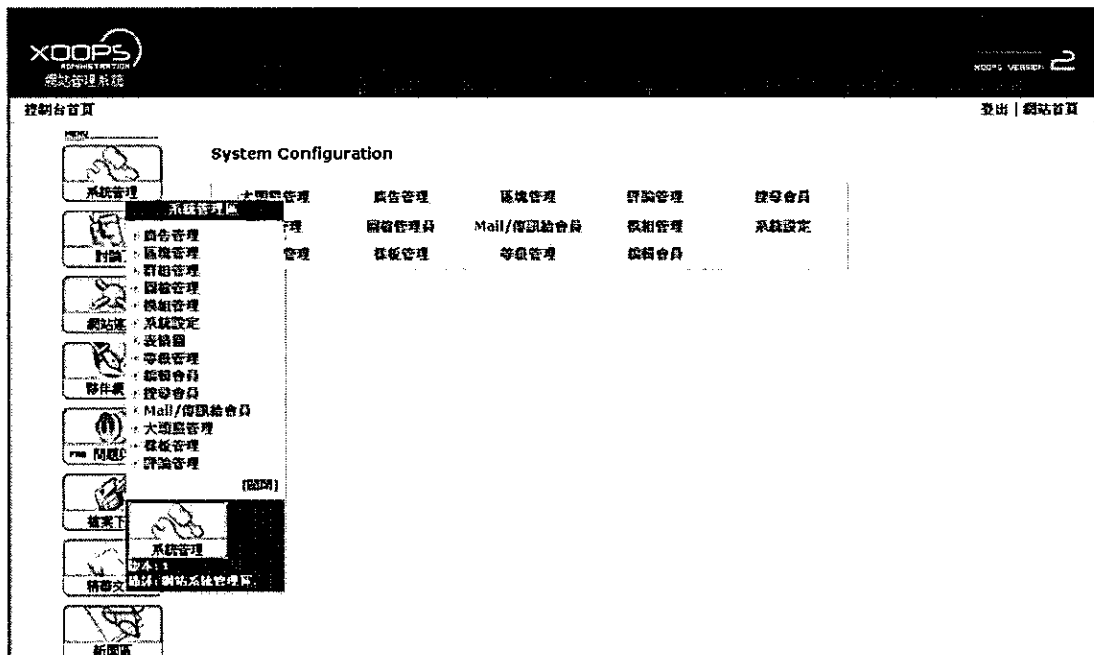 XOOPS
ADMINISTRATION
網站管理系統
XOOPS VERSION 2
控制台首頁
登出 | 網站首頁
MENU
System Configuration
系統管理
大頭照管理 廣告管理 區塊管理 評論管理 搜尋會員
管理 圖檔管理員 Mail/傳訊給會員 模組管理 系統設定
管理 樣板管理 等級管理 編輯會員
系統管理區
廣告管理
區塊管理
群組管理
圖檔管理
模組管理
系統設定
表情圖
等級管理
編輯會員
搜尋會員
Mail/傳訊給會員
大頭照管理
樣板管理
評論管理
[關閉]
系統管理
版本: 1
描述: 網站系統管理區
討論
網站連
夥伴網
問題
檔案下
精華文
新聞區